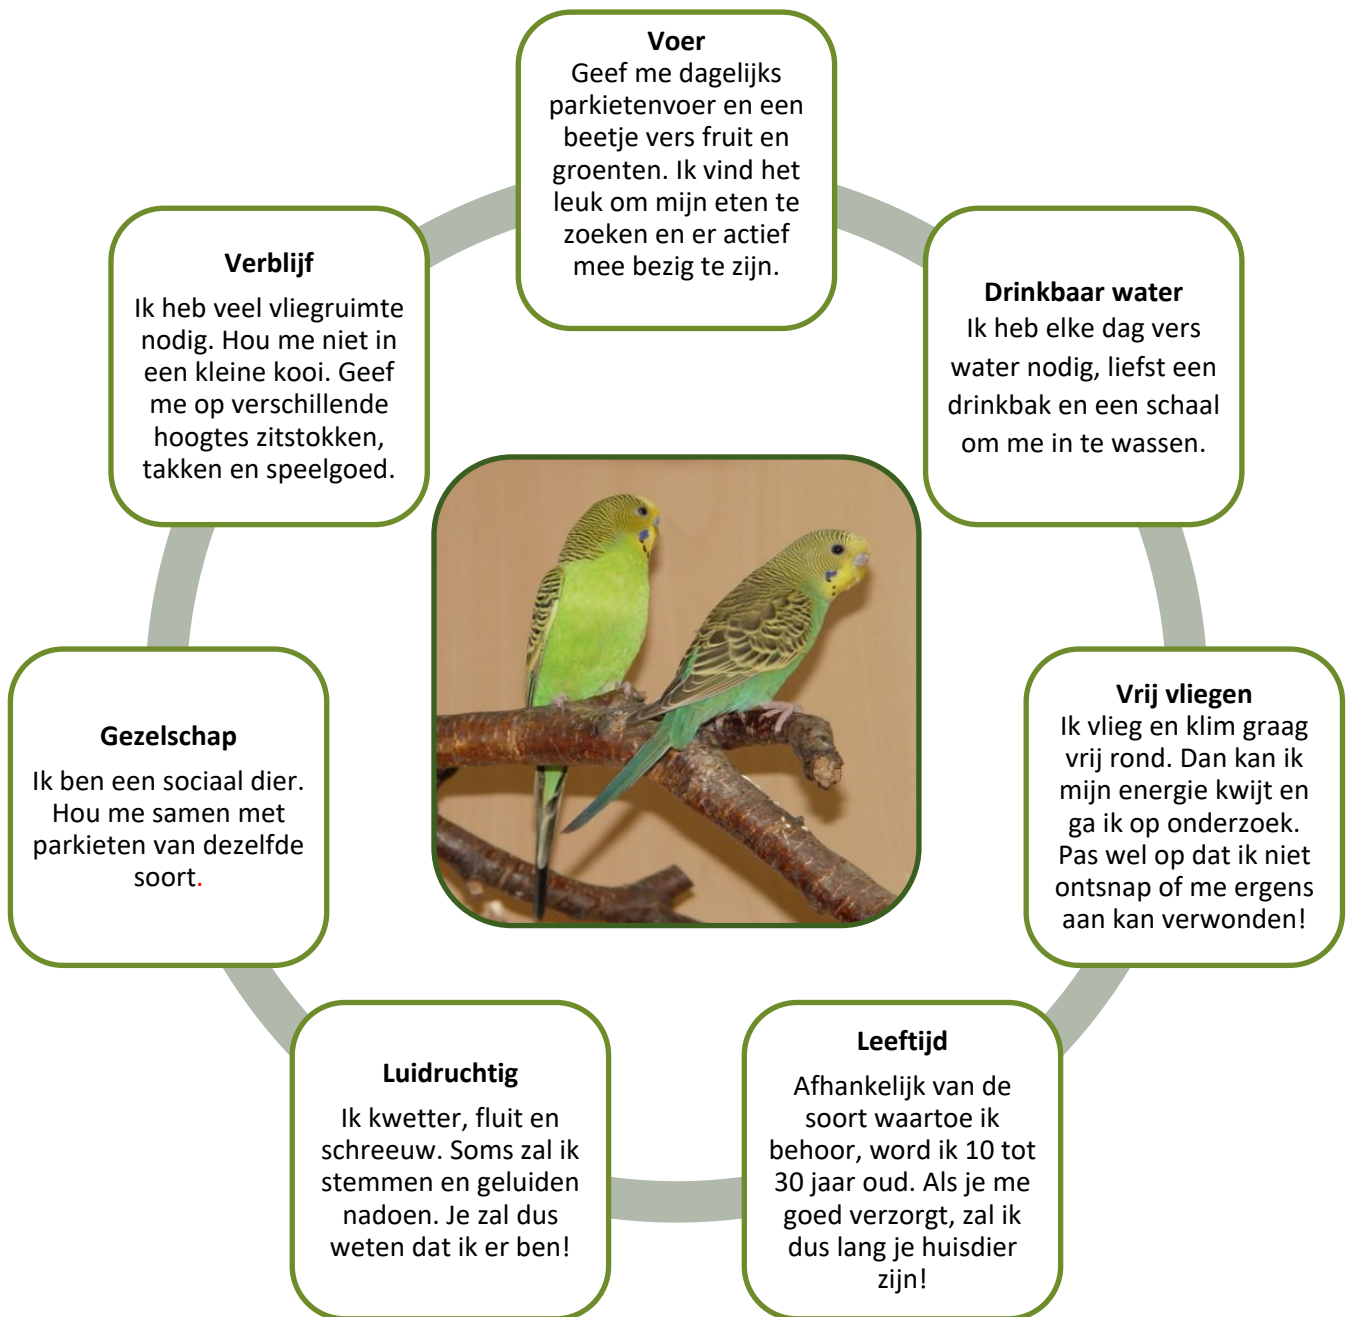 Voer
Geef me dagelijks
parkietenvoer en een
beetje vers fruit en
groenten. Ik vind het
leuk om mijn eten te
zoeken en er actief
mee bezig te zijn.
Drinkbaar water
Ik heb elke dag vers
water nodig, liefst een
drinkbak en een schaal
om me in te wassen.
Vrij vliegen
Ik vlieg en klim graag
vrij rond. Dan kan ik
mijn energie kwijt en
ga ik op onderzoek.
Pas wel op dat ik niet
ontsnap of me ergens
aan kan verwonden!
Leeftijd
Afhankelijk van de
soort waartoe ik
behoor, word ik 10 tot
30 jaar oud. Als je me
goed verzorgt, zal ik
dus lang je huisdier
zijn!
Luidruchtig
Ik kwetter, fluit en
schreeuw. Soms zal ik
stemmen en geluiden
nadoen. Je zal dus
weten dat ik er ben!
Gezelschap
Ik ben een sociaal dier.
Hou me samen met
parkieten van dezelfde
soort.
Verblijf
Ik heb veel vliegruimte
nodig. Hou me niet in
een kleine kooi. Geef
me op verschillende
hoogtes zitstokken,
takken en speelgoed.